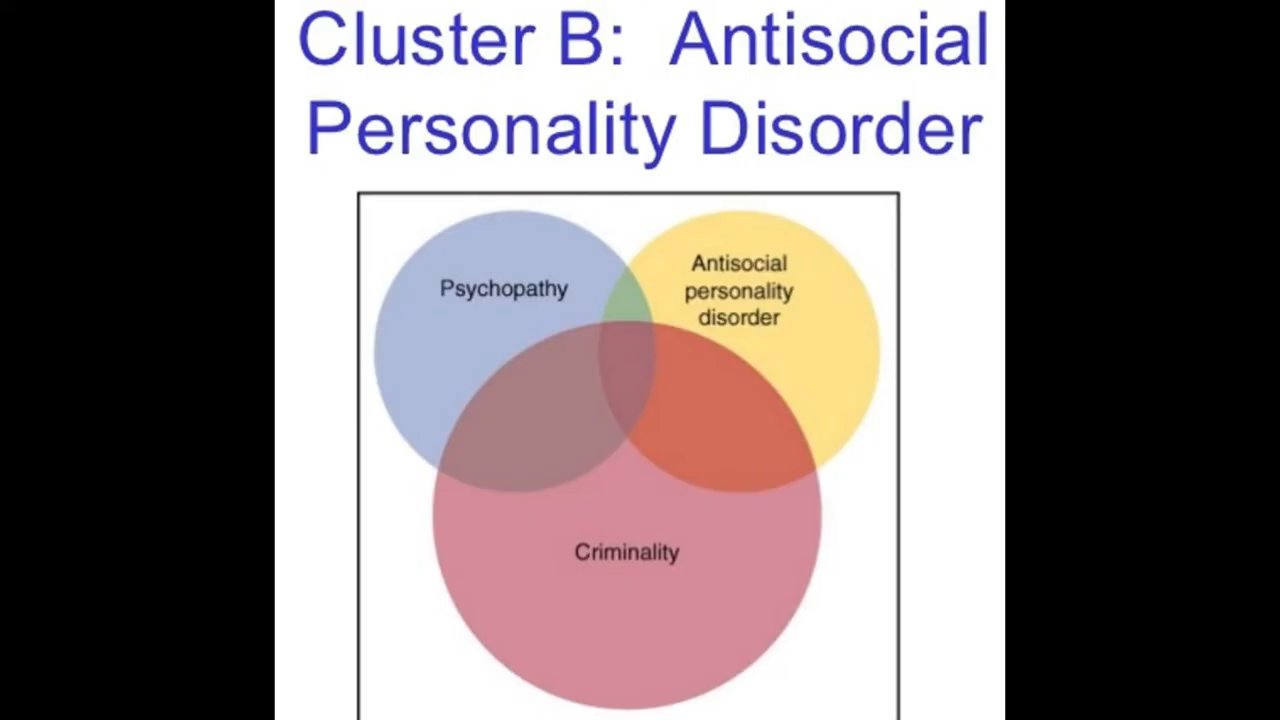 Cluster B: Antisocial
Personality Disorder
Psychopathy
Antisocial
personality
disorder
Criminality